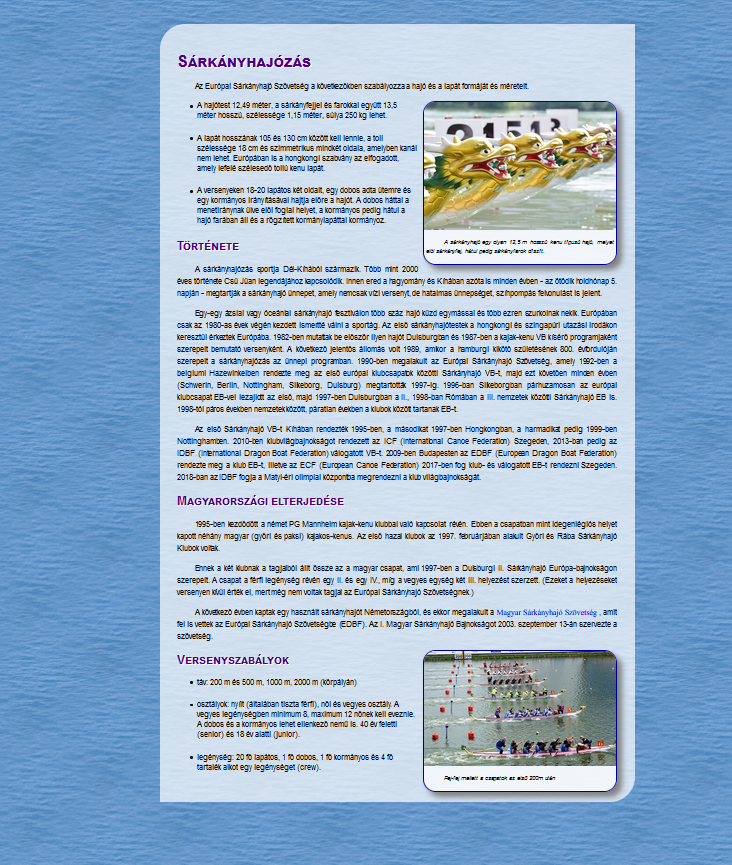 Sárkányhajózás
Az Európai Sárkányhajó Szövetség a következőkben szabályozza a hajó és a lapát formáját és méreteit.
A hajótest 12,49 méter, a sárkányfejjel és farokkal együtt 13,5
méter hosszú, szélessége 1,15 méter, súlya 250 kg lehet.
A lapát hosszának 105 és 130 cm között kell lennie, a toll
szélessége 18 cm és szimmetrikus mindkét oldala, amelyben kanál
nem lehet. Európában is a hongkongi szabvány az elfogadott,
amely lefelé szélesedő tollú kenu lapát.
A versenyeken 18-20 lapátos két oldalt, egy dobos adta ütemre és
egy kormányos irányításával hajtja előre a hajót. A dobos háttal a
menetiránynak ülve elöl foglal helyet, a kormányos pedig hátul a
hajó farában áll és a rögzített kormánylapáttal kormányoz.
A sárkányhajó egy olyan 12,5 m hosszú kenu típusú hajó, melyet
elöl sárkányfej, hátul pedig sárkányfarok díszít.
Története
A sárkányhajózás sportja Dél-Kínából származik. Több mint 2000
éves története Csü Jüan legendájához kapcsolódik. Innen ered a hagyomány és Kínában azóta is minden évben - az ötödik holdhónap 5.
napján - megtartják a sárkányhajó ünnepet, amely nemcsak vízi versenyt, de hatalmas ünnepséget, színpompás felvonulást is jelent.
Egy-egy ázsiai vagy óceániai sárkányhajó fesztiválon több száz hajó küzd egymással és több ezren szurkolnak nekik. Európában
csak az 1980-as évek végén kezdett ismertté válni a sportág. Az első sárkányhajótestek a hongkongi és szingapúri utazási irodákon
keresztül érkeztek Európába. 1982-ben mutattak be először ilyen hajót Duisburgban és 1987-ben a kajak-kenu VB kísérő programjaként
szerepelt bemutató versenyként. A következő jelentős állomás volt 1989, amikor a hamburgi kikötő születésének 800. évfordulóján
szerepelt a sárkányhajózás az ünnepi programban. 1990-ben megalakult az Európai Sárkányhajó Szövetség, amely 1992-ben a
belgiumi Hazewinkelben rendezte meg az első európai klubcsapatok közötti Sárkányhajó VB-t, majd ezt követően minden évben
(Schwerin, Berlin, Nottingham, Silkeborg, Duisburg) megtartották 1997-ig. 1996-ban Silkeborgban párhuzamosan az európai
klubcsapat EB-vel lezajlott az első, majd 1997-ben Duisburgban a II., 1998-ban Rómában a III. nemzetek közötti Sárkányhajó EB is.
1998-tól páros években nemzetek között, páratlan években a klubok között tartanak EB-t.
Az első Sárkányhajó VB-t Kínában rendezték 1995-ben, a másodikat 1997-ben Hongkongban, a harmadikat pedig 1999-ben
Nottinghamben. 2010-ben klubvilágbajnokságot rendezett az ICF (International Canoe Federation) Szegeden, 2013-ban pedig az
IDBF (International Dragon Boat Federation) válogatott VB-t. 2009-ben Budapesten az EDBF (European Dragon Boat Federation)
rendezte meg a klub EB-t, illetve az ECF (European Canoe Federation) 2017-ben fog klub- és válogatott EB-t rendezni Szegeden.
2018-ban az IDBF fogja a Matyi-éri olimpiai központba megrendezni a klub világbajnokságát.
Magyarországi elterjedése
1995-ben kezdődött a német PG Mannheim kajak-kenu klubbal való kapcsolat révén. Ebben a csapatban mint idegenlégiós helyet
kapott néhány magyar (győri és paksi) kajakos-kenus. Az első hazai klubok az 1997. februárjában alakult Győri és Rába Sárkányhajó
Klubok voltak.
Ennek a két klubnak a tagjaiból állt össze az a magyar csapat, ami 1997-ben a Duisburgi II. Sárkányhajó Európa-bajnokságon
szerepelt. A csapat a férfi legénység révén egy II. és egy IV., míg a vegyes egység két III. helyezést szerzett. (Ezeket a helyezéseket
versenyen kívül érték el, mert még nem voltak tagjai az Európai Sárkányhajó Szövetségnek.)
A következő évben kaptak egy használt sárkányhajót Németországból, és ekkor megalakult a Magyar Sárkányhajó Szövetség , amit
fel is vettek az Európai Sárkányhajó Szövetségbe (EDBF). Az I. Magyar Sárkányhajó Bajnokságot 2003. szeptember 13-án szervezte a
szövetség.
Versenyszabályok
táv: 200 m és 500 m, 1000 m, 2000 m (körpályán)
osztályok: nyílt (általában tiszta férfi), női és vegyes osztály. A
vegyes legénységben minimum 8, maximum 12 nőnek kell eveznie.
A dobos és a kormányos lehet ellenkező nemű is. 40 év feletti
(senior) és 18 év alatti (junior).
legénység: 20 fő lapátos, 1 fő dobos, 1 fő kormányos és 4 fő
tartalék alkot egy legénységet (crew).
Fej-fej mellett a csapatok az első 200m után